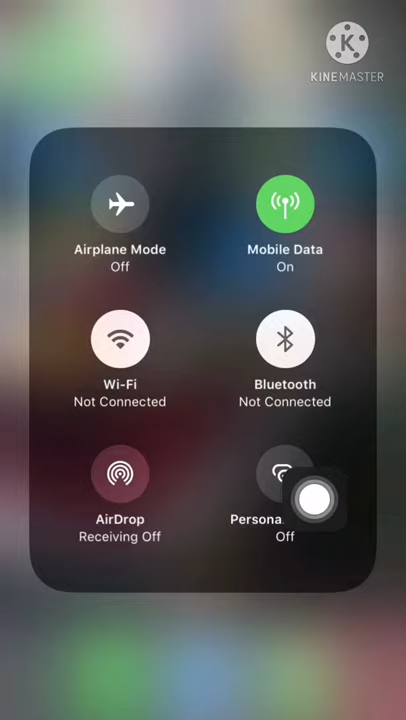 K
KINEMASTER
Airplane Mode
Off
Mobile Data
On
Wi-Fi
Not Connected
Bluetooth
Not Connected
AirDrop
Receiving Off
Persona
Off